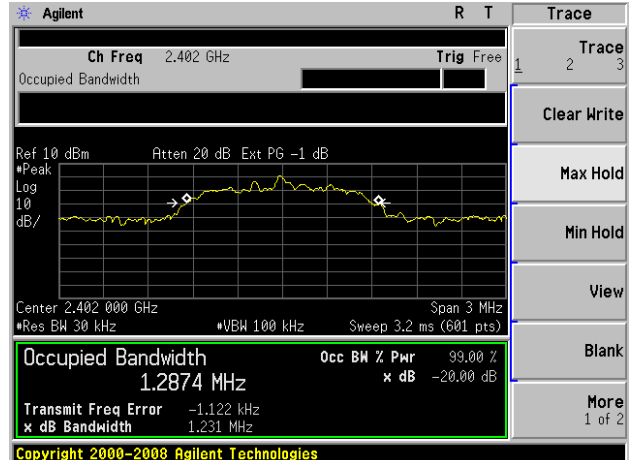 Agilent R T Trace
Ch Freq 2.402 GHz Trig Free
Occupied Bandwidth
Trace
1 2 3
Clear Write
Max Hold
Min Hold
View
Blank
More
1 of 2
Ref 10 dBm Atten 20 dB Ext PG -1 dB
#Peak
Log
10
dB/
Center 2.402 000 GHz Span 3 MHz
#Res BW 30 kHz #VBW 100 kHz Sweep 3.2 ms (601 pts)
Occupied Bandwidth Occ BW % Pwr 99.00 %
1.2874 MHz x dB -20.00 dB
Transmit Freq Error -1.122 kHz
x dB Bandwidth 1.231 MHz
Copyright 2000-2008 Agilent Technologies